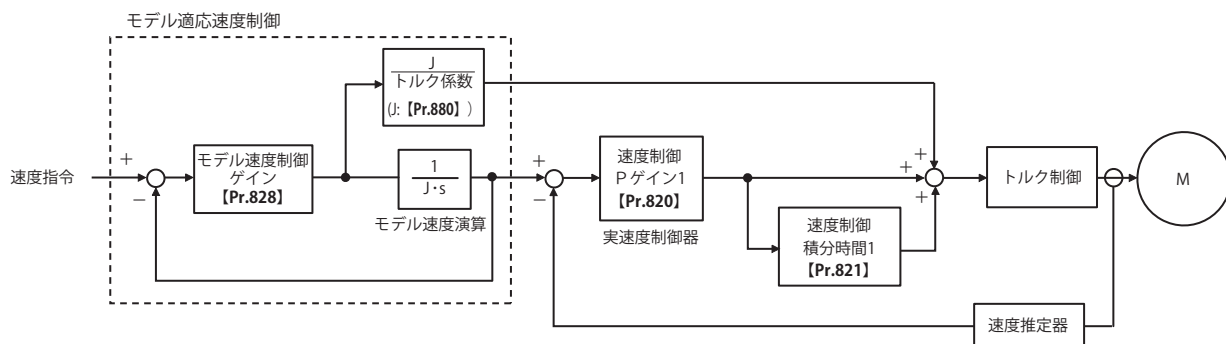 モデル適応速度制御
J
トルク係数
(J:【Pr.880】)
速度指令
+
−
モデル速度制御
ゲイン
【Pr.828】
1
J・s
モデル速度演算
+
−
速度制御
Pゲイン1
【Pr.820】
実速度制御器
速度制御
積分時間1
【Pr.821】
+
+
+
トルク制御
M
速度推定器